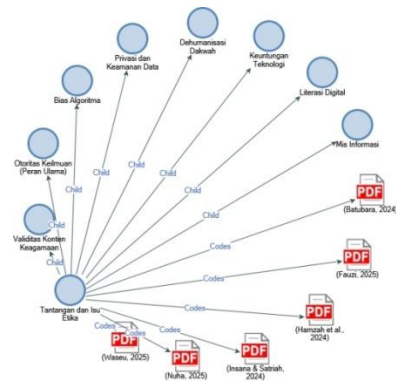 Dehumanisasi
Dakwah
Privasi dan
Keamanan Data
Keuntungan
Teknologi
Bias Algoritma
Literasi Digital
Otoritas Keilmuan
(Peran Ulama)
Mis Informasi
Validitas Konten
Keagamaan
Tantangan dan Isu
Etika
Child
Child
Child
Child
Child
Child
Child
Child
Codes
Codes
Codes
Codes
Codes
Codes
PDF
(Batubara, 2024)
PDF
(Fauzi, 2025)
PDF
(Hamzah et al.,
2024)
PDF
(Insana & Satriah,
2024)
PDF
(Nuha, 2025)
PDF
(Waseu, 2025)